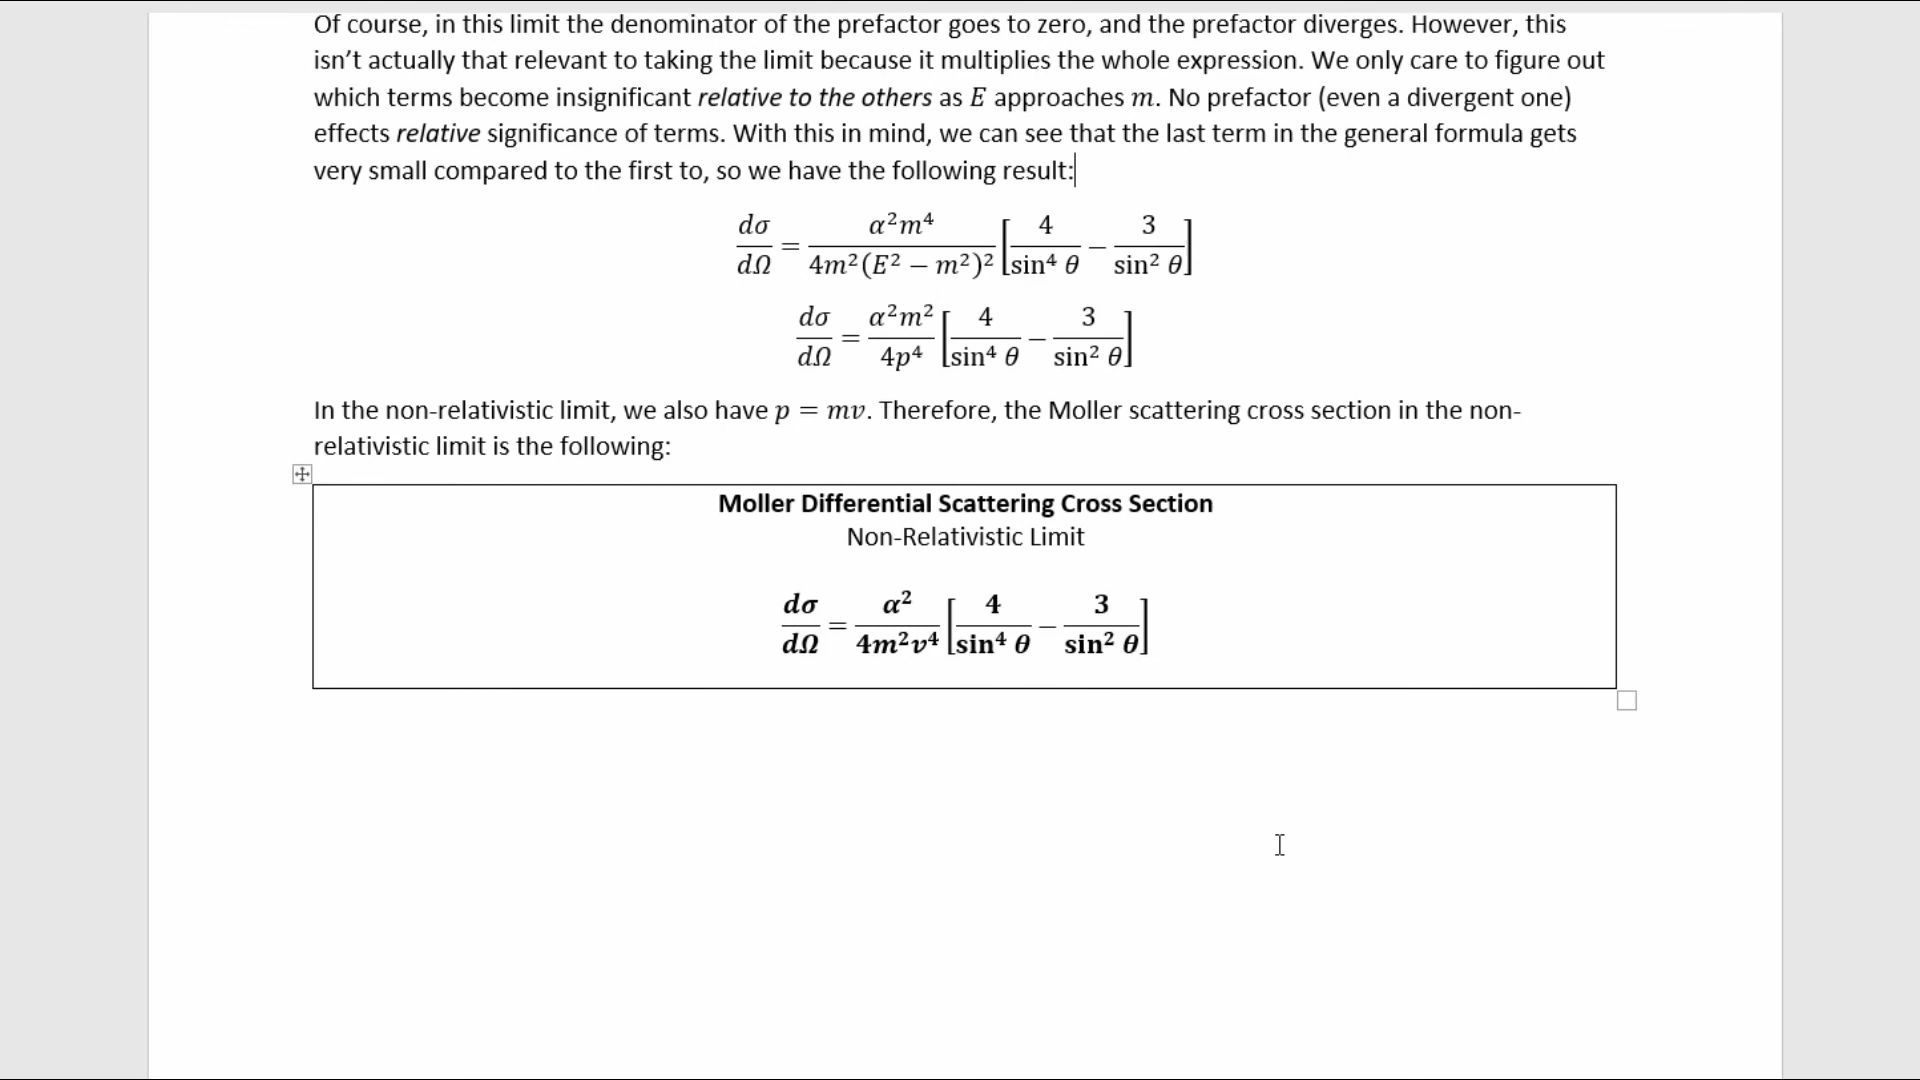 Of course, in this limit the denominator of the prefactor goes to zero, and the prefactor diverges. However, this
isn’t actually that relevant to taking the limit because it multiplies the whole expression. We only care to figure out
which terms become insignificant relative to the others as E approaches m. No prefactor (even a divergent one)
effects relative significance of terms. With this in mind, we can see that the last term in the general formula gets
very small compared to the first to, so we have the following result:
dσ/dΩ = α²m⁴/4m²(E² − m²)² [4/sin⁴ θ − 3/sin² θ]
dσ/dΩ = α²m²/4p⁴ [4/sin⁴ θ − 3/sin² θ]
In the non-relativistic limit, we also have p = mv. Therefore, the Moller scattering cross section in the non-
relativistic limit is the following:
Moller Differential Scattering Cross Section
Non-Relativistic Limit
dσ/dΩ = α²/4m²v⁴ [4/sin⁴ θ − 3/sin² θ]